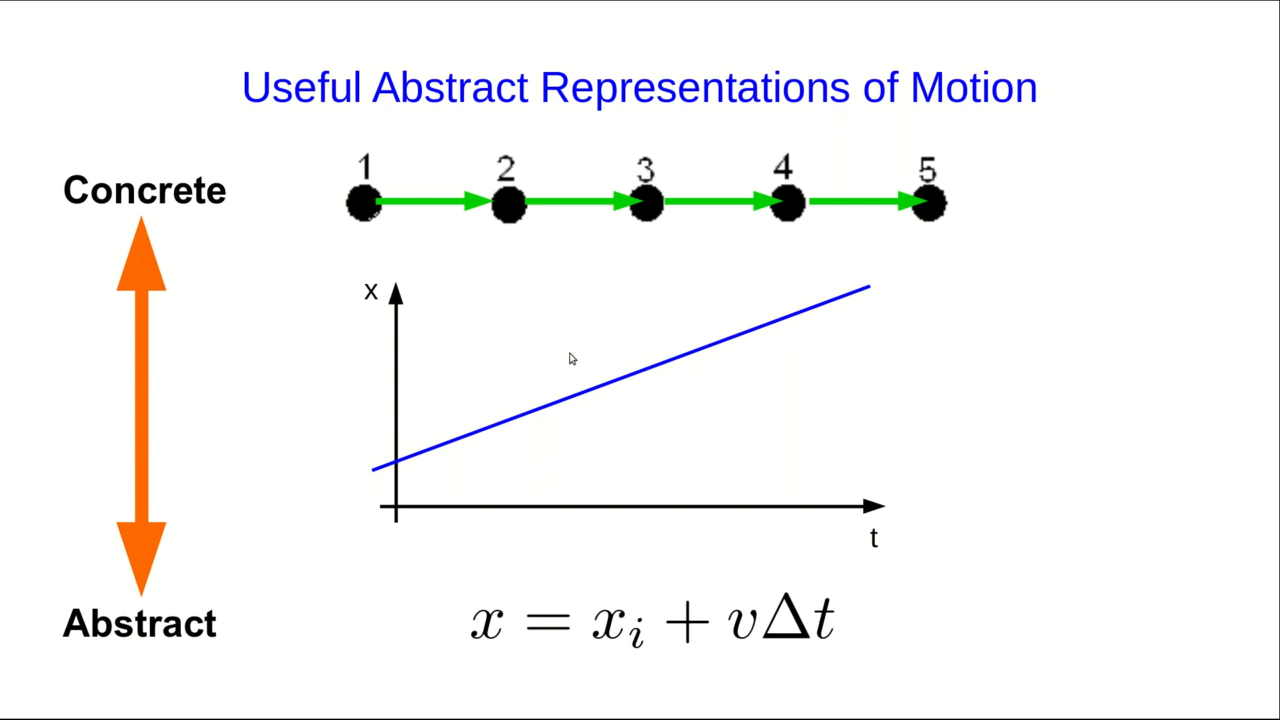 Useful Abstract Representations of Motion
1 2 3 4 5
Concrete
x
t
Abstract
x = x_i + vΔt